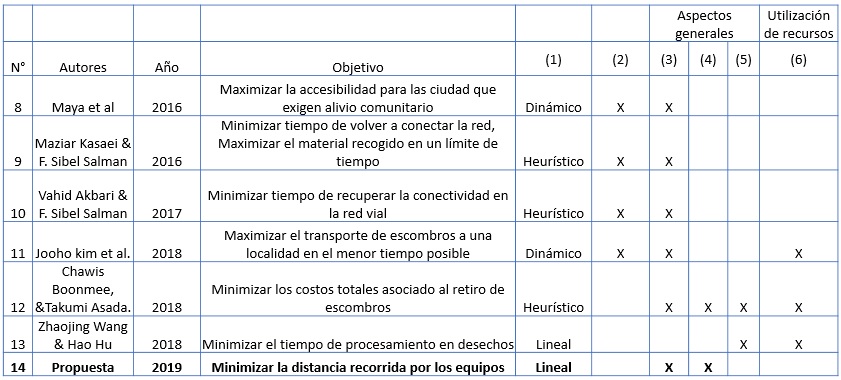 Aspectos Utilización
generales de recursos
N° Autores Año Objetivo (1) (2) (3) (4) (5) (6)
Maximizar la accesibilidad para las ciudad que
8 Maya et al 2016 exigen alivio comunitario Dinámico X X
Minimizar tiempo de volver a conectar la red,
Maziar Kasaei & Maximizar el material recogido en un límite de
9 F. Sibel Salman 2016 tiempo Heurístico X X
Vahid Akbari & Minimizar tiempo de recuperar la conectividad en
10 F. Sibel Salman 2017 la red vial Heurístico X X
Maximizar el transporte de escombros a una
11 Jooho kim et al. 2018 localidad en el menor tiempo posible Dinámico X X X
Chawis
Boonmee, Minimizar los costos totales asociado al retiro de
12 &Takumi Asada. 2018 escombros Heurístico X X X X
Zhaojing Wang
13 & Hao Hu 2018 Minimizar el tiempo de procesamiento en desechos Lineal X X
14 Propuesta 2019 Minimizar la distancia recorrida por los equipos Lineal X X